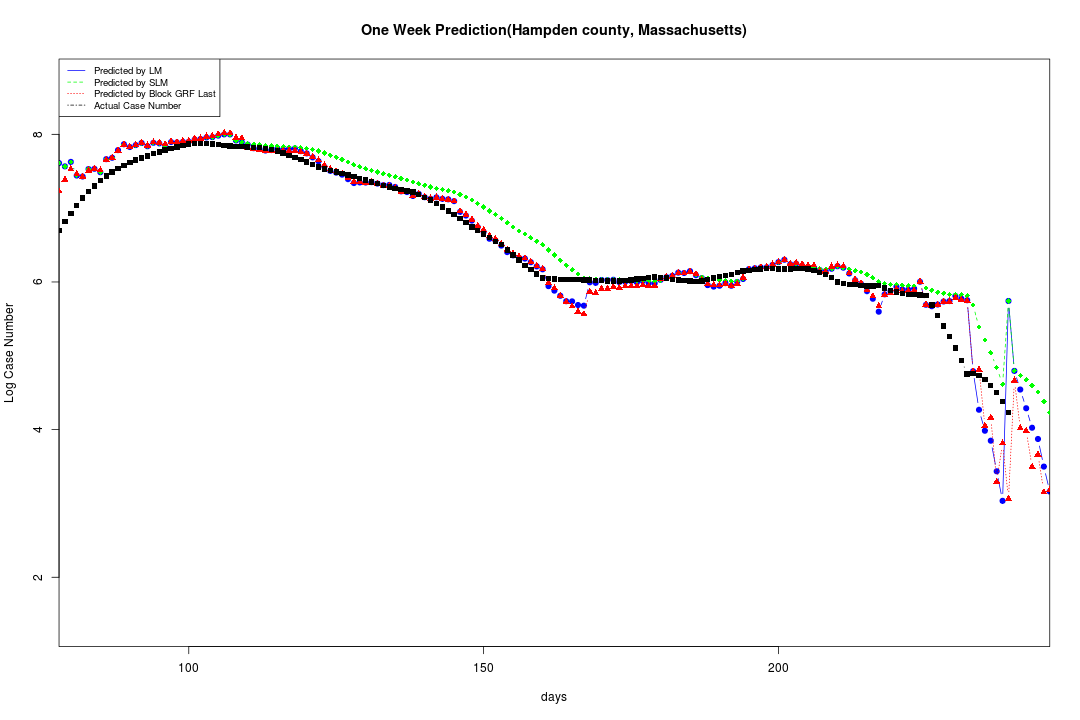 One Week Prediction(Hampden county, Massachusetts)
Predicted by LM
Predicted by SLM
Predicted by Block GRF Last
Actual Case Number
Log Case Number
8
6
4
2
100 150 200
days